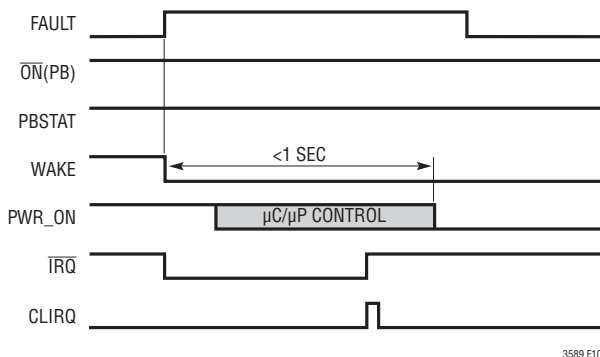 FAULT
ON(PB)
PBSTAT
WAKE
<1 SEC
PWR_ON
μC/μP CONTROL
IRQ
CLIRQ
3589 F10